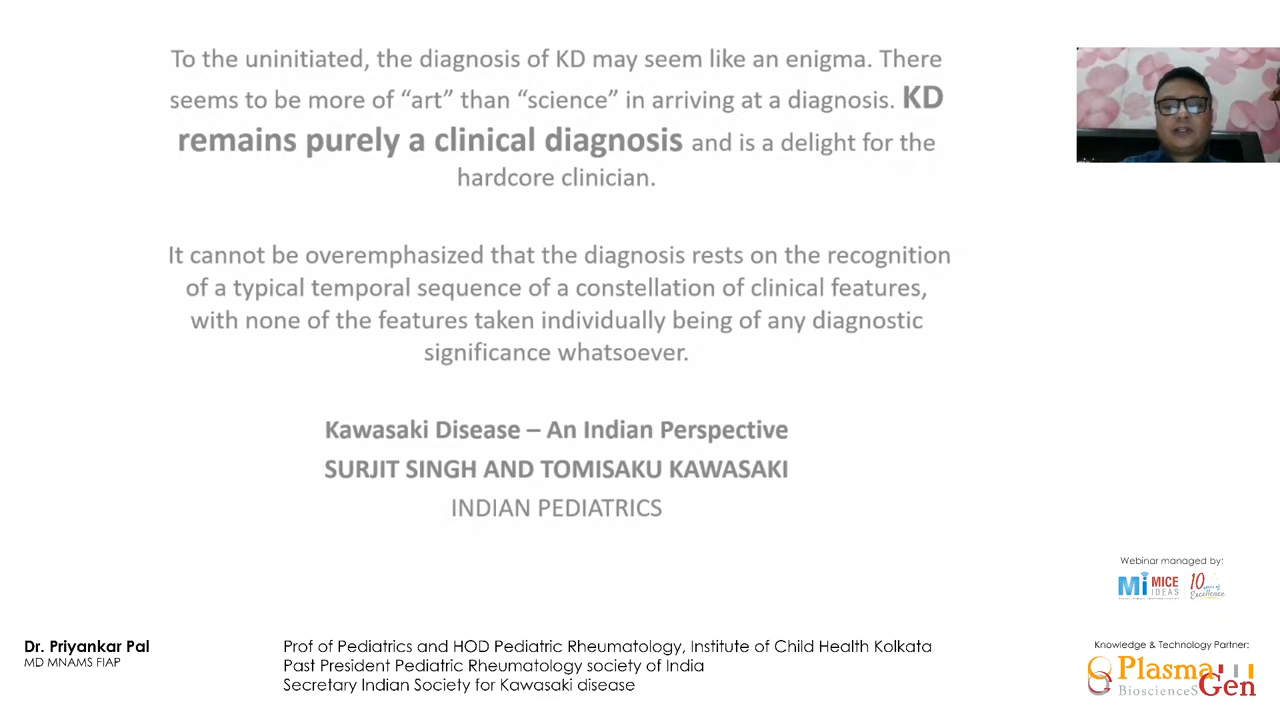 To the uninitiated, the diagnosis of KD may seem like an enigma. There
seems to be more of “art” than “science” in arriving at a diagnosis. KD
remains purely a clinical diagnosis and is a delight for the
hardcore clinician.
It cannot be overemphasized that the diagnosis rests on the recognition
of a typical temporal sequence of a constellation of clinical features,
with none of the features taken individually being of any diagnostic
significance whatsoever.
Kawasaki Disease – An Indian Perspective
SURJIT SINGH AND TOMISAKU KAWASAKI
INDIAN PEDIATRICS
Webinar managed by:
Mi MICE
IDEAS
10 years of
Excellence
Dr. Priyankar Pal
MD MNAMS FIAP
Prof of Pediatrics and HOD Pediatric Rheumatology, Institute of Child Health Kolkata
Past President Pediatric Rheumatology society of India
Secretary Indian Society for Kawasaki disease
Knowledge & Technology Partner:
Plasma
BioscienceS Gen